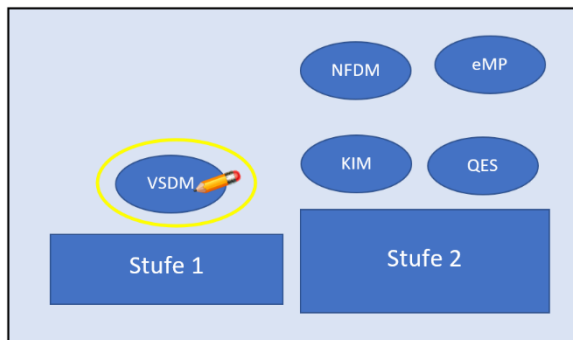 NFDM
eMP
VSDM
KIM
QES
Stufe 1
Stufe 2